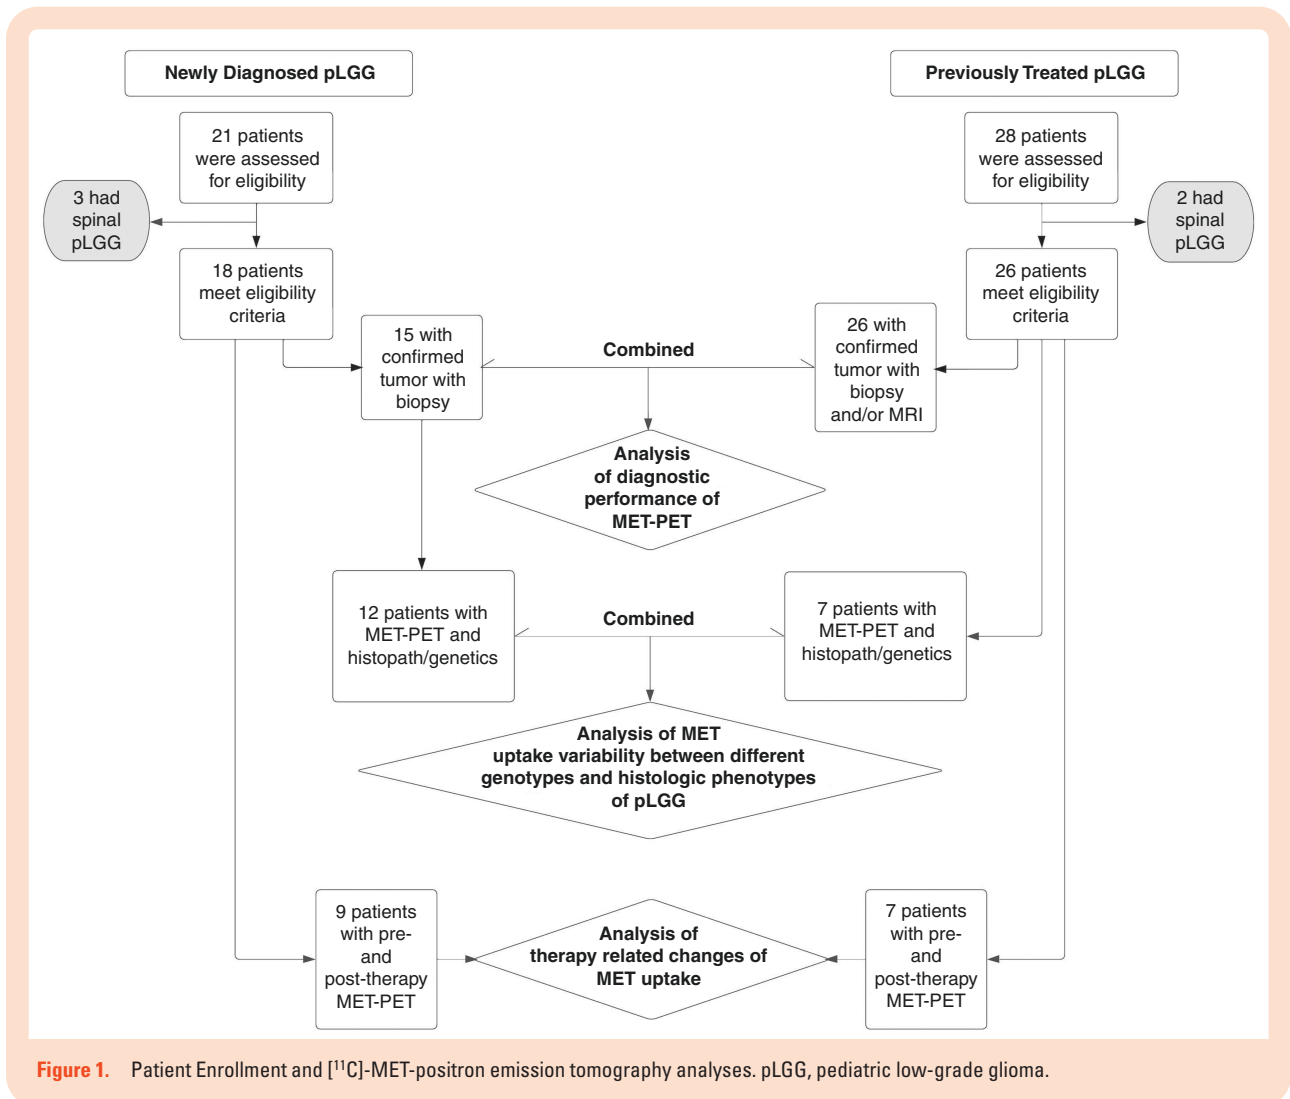 Newly Diagnosed pLGG
Previously Treated pLGG
21 patients
were assessed
for eligibility
28 patients
were assessed
for eligibility
3 had
spinal
pLGG
2 had
spinal
pLGG
18 patients
meet eligibility
criteria
26 patients
meet eligibility
criteria
15 with
confirmed
tumor with
biopsy
Combined
26 with
confirmed
tumor with
biopsy
and/or MRI
Analysis
of diagnostic
performance of
MET-PET
12 patients with
MET-PET and
histopath/genetics
Combined
7 patients with
MET-PET and
histopath/genetics
Analysis of MET
uptake variability between different
genotypes and histologic phenotypes
of pLGG
9 patients
with pre-
and
post-therapy
MET-PET
Analysis of
therapy related changes of
MET uptake
7 patients
with pre-
and
post-therapy
MET-PET
Figure 1. Patient Enrollment and [¹¹C]-MET-positron emission tomography analyses. pLGG, pediatric low-grade glioma.